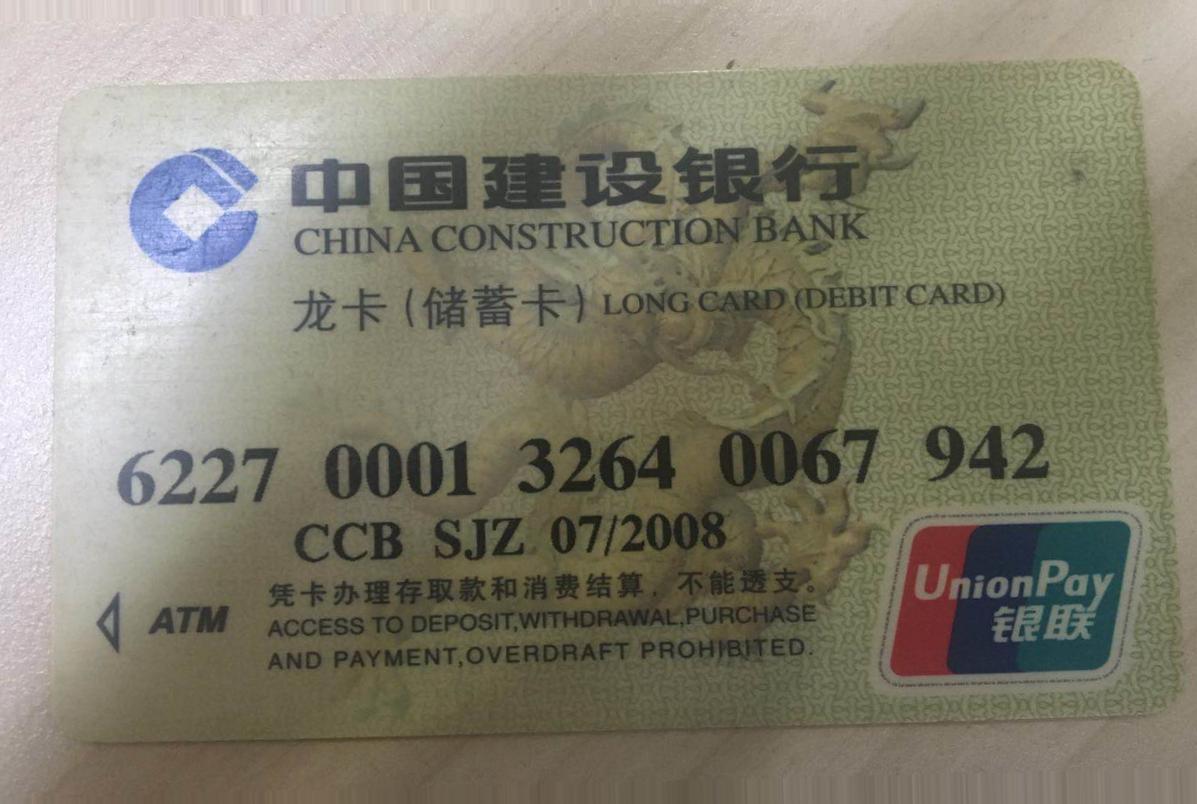 中国建设银行
CHINA CONSTRUCTION BANK
龙卡(储蓄卡) LONG CARD (DEBIT CARD)
6227 0001 3264 0067 942
CCB SJZ 07/2008
凭卡办理存取款和消费结算，不能透支。
ATM ACCESS TO DEPOSIT,WITHDRAWAL,PURCHASE
AND PAYMENT,OVERDRAFT PROHIBITED.
UnionPay
银联